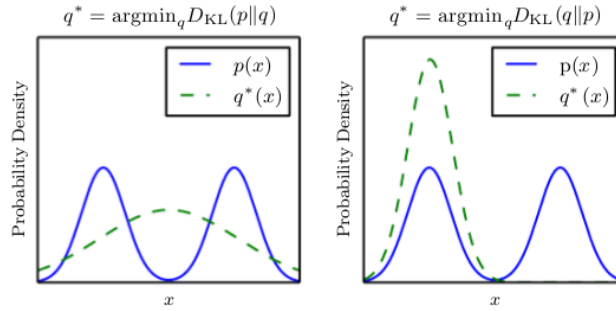 q* = argmin_q D_KL(p‖q)
p(x)
q*(x)
Probability Density
x
q* = argmin_q D_KL(q‖p)
p(x)
q*(x)
Probability Density
x